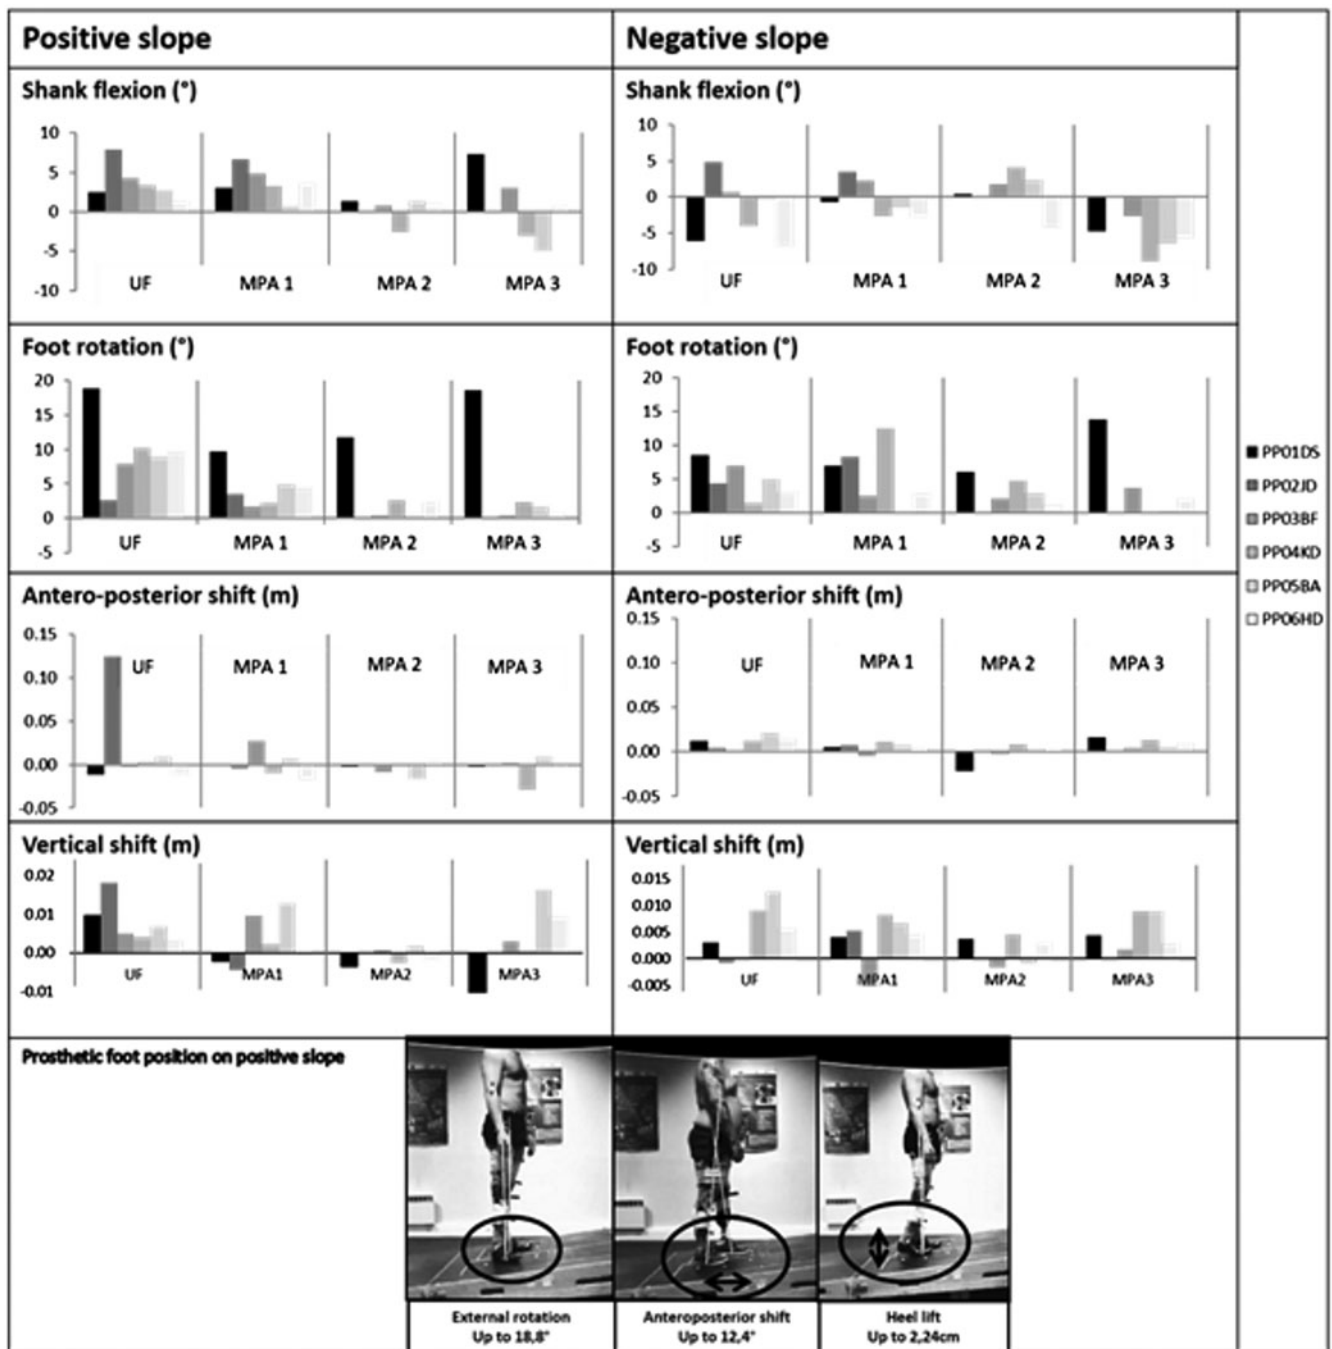 Positive slope
Negative slope
Shank flexion (°)
10
5
0
-5
-10
UF
MPA 1
MPA 2
MPA 3
Shank flexion (°)
10
5
0
-5
-10
UF
MPA 1
MPA 2
MPA 3
Foot rotation (°)
20
15
10
5
0
-5
UF
MPA 1
MPA 2
MPA 3
Foot rotation (°)
20
15
10
5
0
-5
UF
MPA 1
MPA 2
MPA 3
PP01DS
PP02JD
PP03BF
PP04KD
PP05BA
PP06HD
Antero-posterior shift (m)
0.15
0.10
0.05
0.00
-0.05
UF
MPA 1
MPA 2
MPA 3
Antero-posterior shift (m)
0.15
0.10
0.05
0.00
-0.05
UF
MPA 1
MPA 2
MPA 3
Vertical shift (m)
0.02
0.01
0.00
-0.01
UF
MPA1
MPA2
MPA3
Vertical shift (m)
0.015
0.010
0.005
0.000
-0.005
UF
MPA1
MPA2
MPA3
Prosthetic foot position on positive slope
External rotation
Up to 18,8°
Anteroposterior shift
Up to 12,4°
Heel lift
Up to 2,24cm